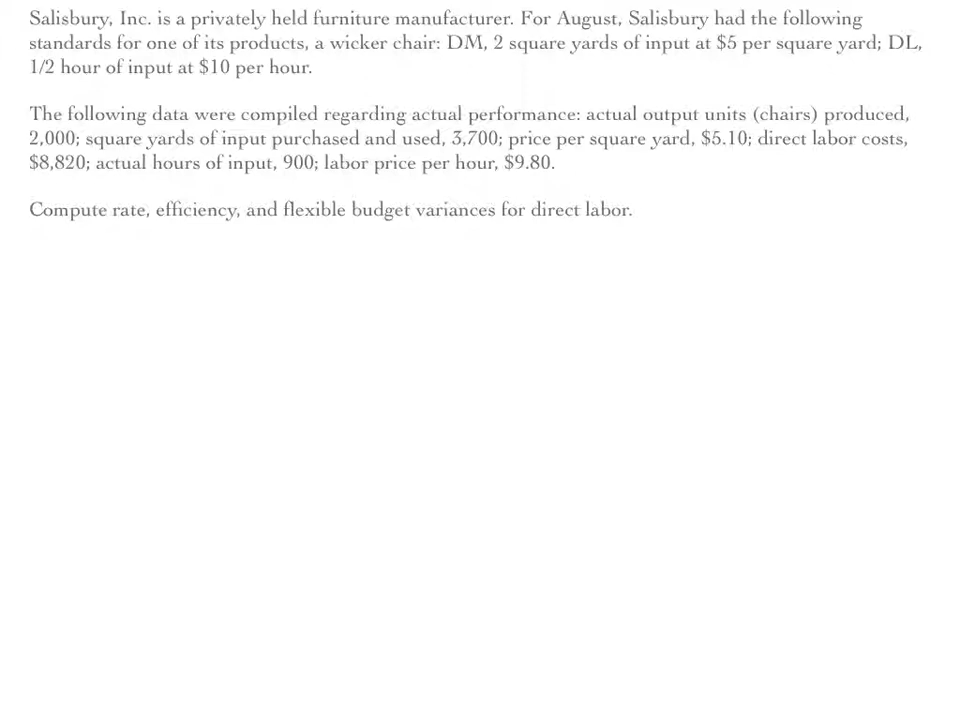 Salisbury, Inc. is a privately held furniture manufacturer. For August, Salisbury had the following
standards for one of its products, a wicker chair: DM, 2 square yards of input at $5 per square yard; DL,
1/2 hour of input at $10 per hour.
The following data were compiled regarding actual performance: actual output units (chairs) produced,
2,000; square yards of input purchased and used, 3,700; price per square yard, $5.10; direct labor costs,
$8,820; actual hours of input, 900; labor price per hour, $9.80.
Compute rate, efficiency, and flexible budget variances for direct labor.